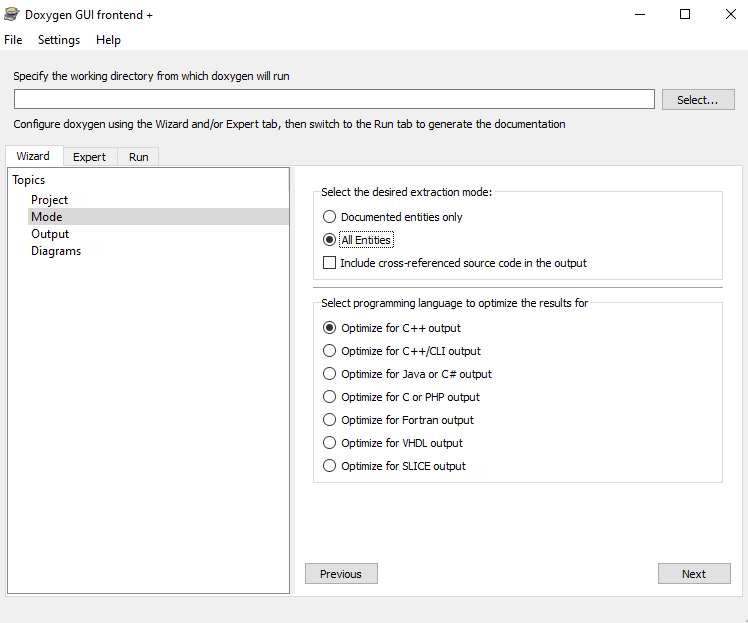 Doxygen GUI frontend +
File Settings Help
Specify the working directory from which doxygen will run
Select...
Configure doxygen using the Wizard and/or Expert tab, then switch to the Run tab to generate the documentation
Wizard Expert Run
Topics
Project
Mode
Output
Diagrams
Select the desired extraction mode:
Documented entities only
All Entities
Include cross-referenced source code in the output
Select programming language to optimize the results for
Optimize for C++ output
Optimize for C++/CLI output
Optimize for Java or C# output
Optimize for C or PHP output
Optimize for Fortran output
Optimize for VHDL output
Optimize for SLICE output
Previous Next